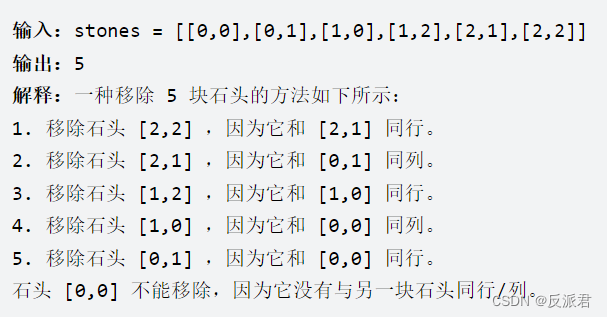 输入：stones = [[0,0],[0,1],[1,0],[1,2],[2,1],[2,2]]
输出：5
解释：一种移除 5 块石头的方法如下所示：
1. 移除石头 [2,2] ，因为它和 [2,1] 同行。
2. 移除石头 [2,1] ，因为它和 [0,1] 同列。
3. 移除石头 [1,2] ，因为它和 [1,0] 同行。
4. 移除石头 [1,0] ，因为它和 [0,0] 同列。
5. 移除石头 [0,1] ，因为它和 [0,0] 同行。
石头 [0,0] 不能移除，因为它没有与另一块石头同行/列。
CSDN @反派君